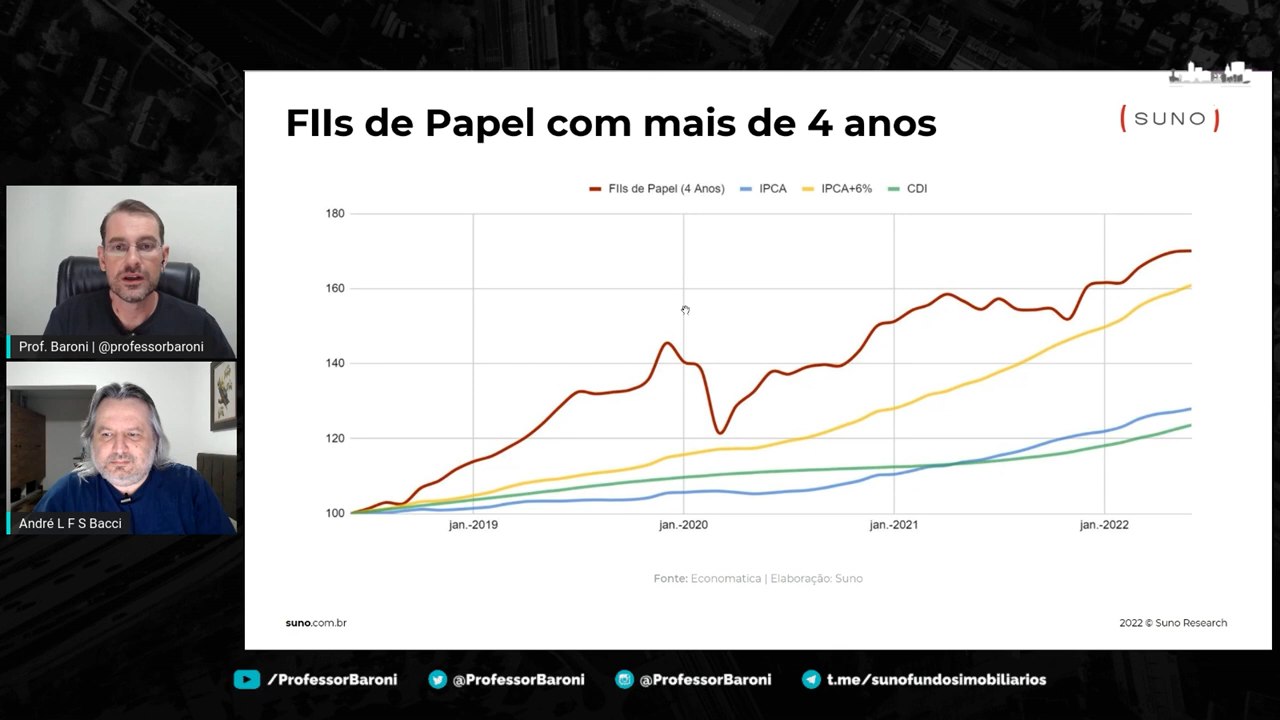 FIIs de Papel com mais de 4 anos
( SUNO )
FIIs de Papel (4 Anos) IPCA IPCA+6% CDI
180
160
140
120
100
jan.-2019 jan.-2020 jan.-2021 jan.-2022
Fonte: Economatica | Elaboração: Suno
suno.com.br
2022 © Suno Research
Prof. Baroni | @professorbaroni
André L F S Bacci
/ProfessorBaroni @ProfessorBaroni @ProfessorBaroni t.me/sunofundosimobiliarios